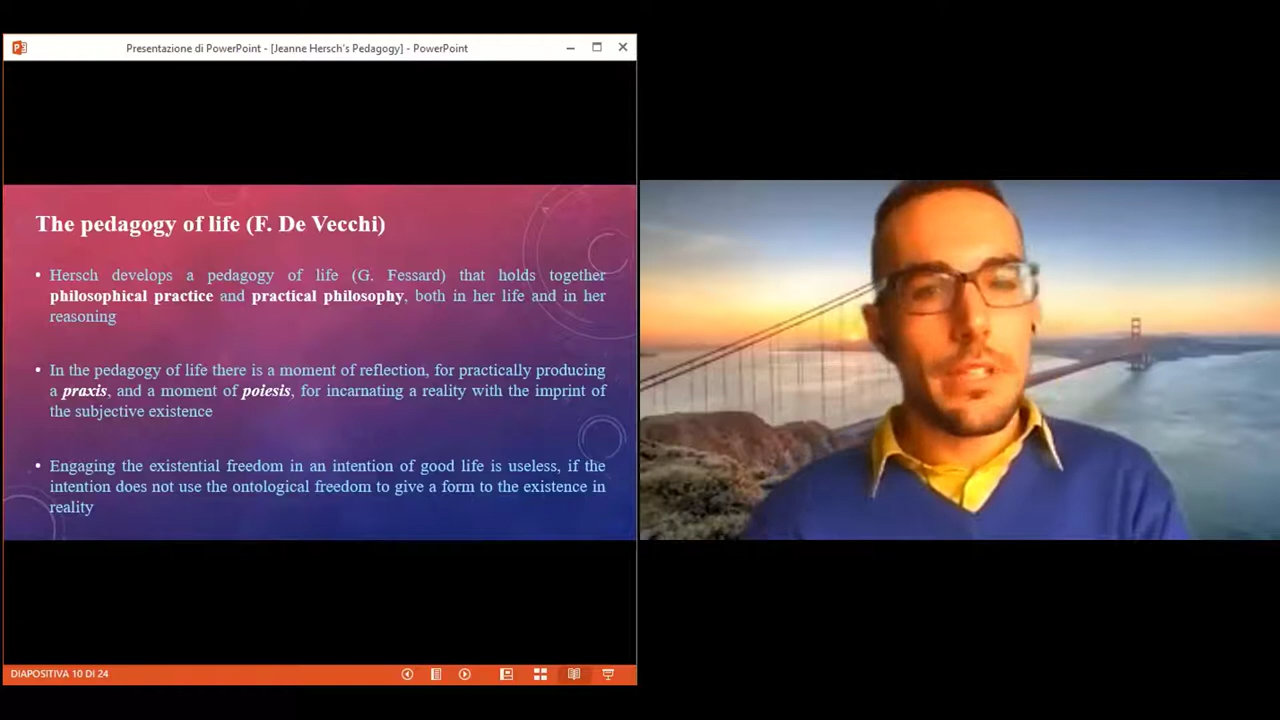 Presentazione di PowerPoint - [Jeanne Hersch's Pedagogy] - PowerPoint
The pedagogy of life (F. De Vecchi)
• Hersch develops a pedagogy of life (G. Fessard) that holds together
philosophical practice and practical philosophy, both in her life and in her
reasoning
• In the pedagogy of life there is a moment of reflection, for practically producing
a praxis, and a moment of poiesis, for incarnating a reality with the imprint of
the subjective existence
• Engaging the existential freedom in an intention of good life is useless, if the
intention does not use the ontological freedom to give a form to the existence in
reality
DIAPOSITIVA 10 DI 24